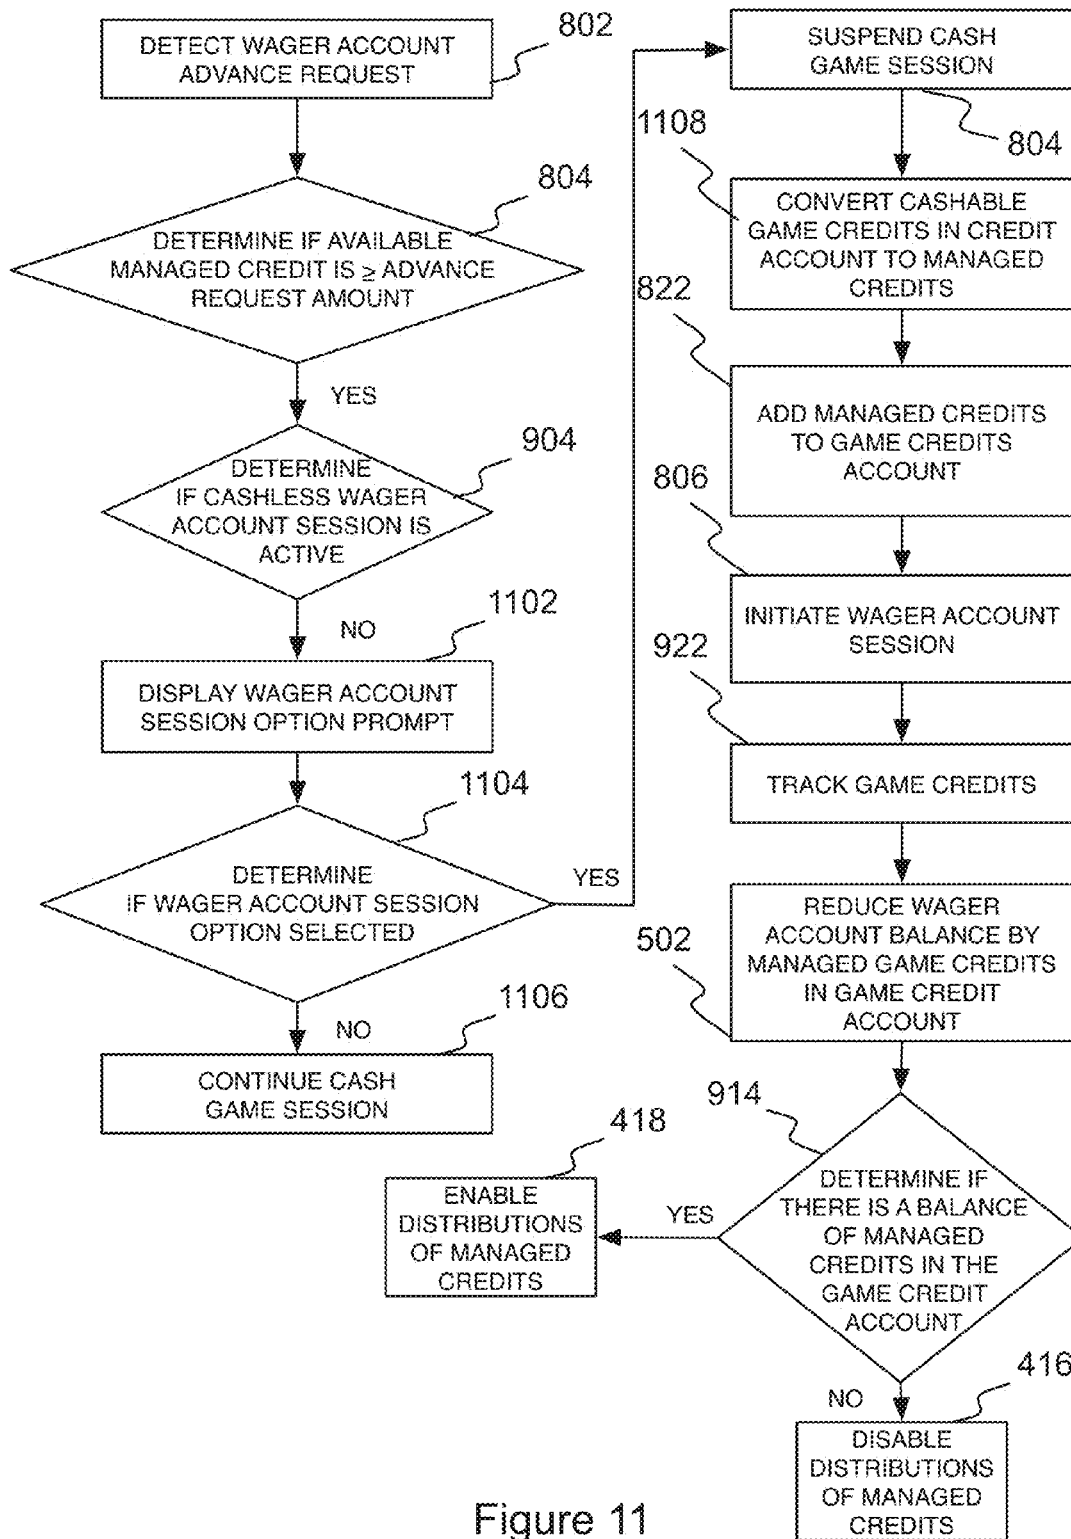 DETECT WAGER ACCOUNT
ADVANCE REQUEST
802
DETERMINE IF AVAILABLE
MANAGED CREDIT IS ≥ ADVANCE
REQUEST AMOUNT
804
YES
DETERMINE
IF CASHLESS WAGER
ACCOUNT SESSION IS
ACTIVE
904
NO
1102
DISPLAY WAGER ACCOUNT
SESSION OPTION PROMPT
1104
DETERMINE
IF WAGER ACCOUNT SESSION
OPTION SELECTED
YES
NO
1106
CONTINUE CASH
GAME SESSION
SUSPEND CASH
GAME SESSION
804
1108
CONVERT CASHABLE
GAME CREDITS IN CREDIT
ACCOUNT TO MANAGED
CREDITS
822
ADD MANAGED CREDITS
TO GAME CREDITS
ACCOUNT
806
INITIATE WAGER ACCOUNT
SESSION
922
TRACK GAME CREDITS
REDUCE WAGER
ACCOUNT BALANCE BY
MANAGED GAME CREDITS
IN GAME CREDIT
ACCOUNT
502
914
DETERMINE IF
THERE IS A BALANCE
OF MANAGED
CREDITS IN THE
GAME CREDIT
ACCOUNT
YES
418
ENABLE
DISTRIBUTIONS
OF MANAGED
CREDITS
NO
416
DISABLE
DISTRIBUTIONS
OF MANAGED
CREDITS
Figure 11